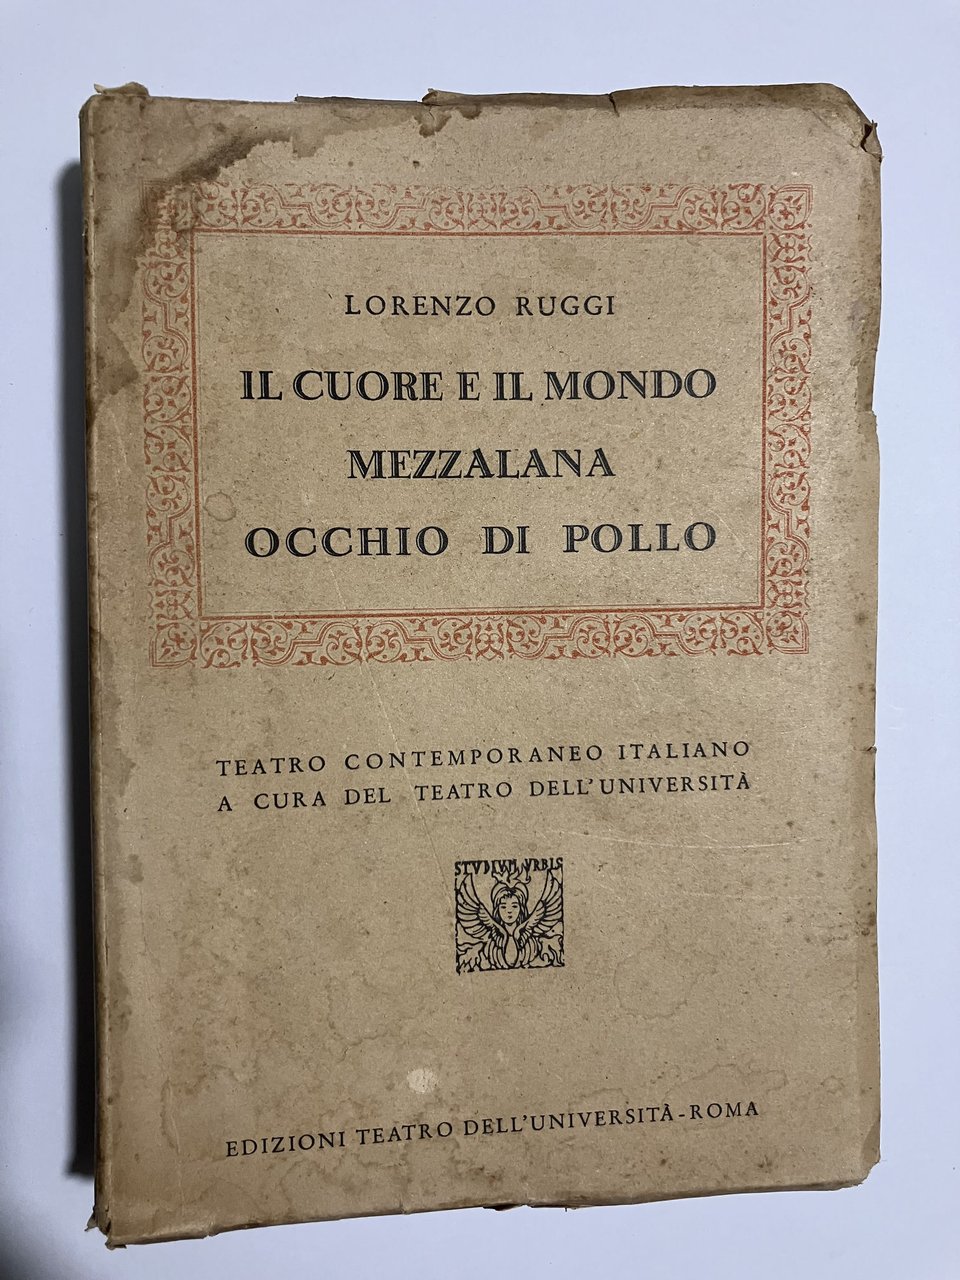 LORENZO RUGGI
IL CUORE E IL MONDO
MEZZALANA
OCCHIO DI POLLO
TEATRO CONTEMPORANEO ITALIANO
A CURA DEL TEATRO DELL'UNIVERSITÀ
STVDIVM VRBIS
EDIZIONI TEATRO DELL'UNIVERSITÀ-ROMA